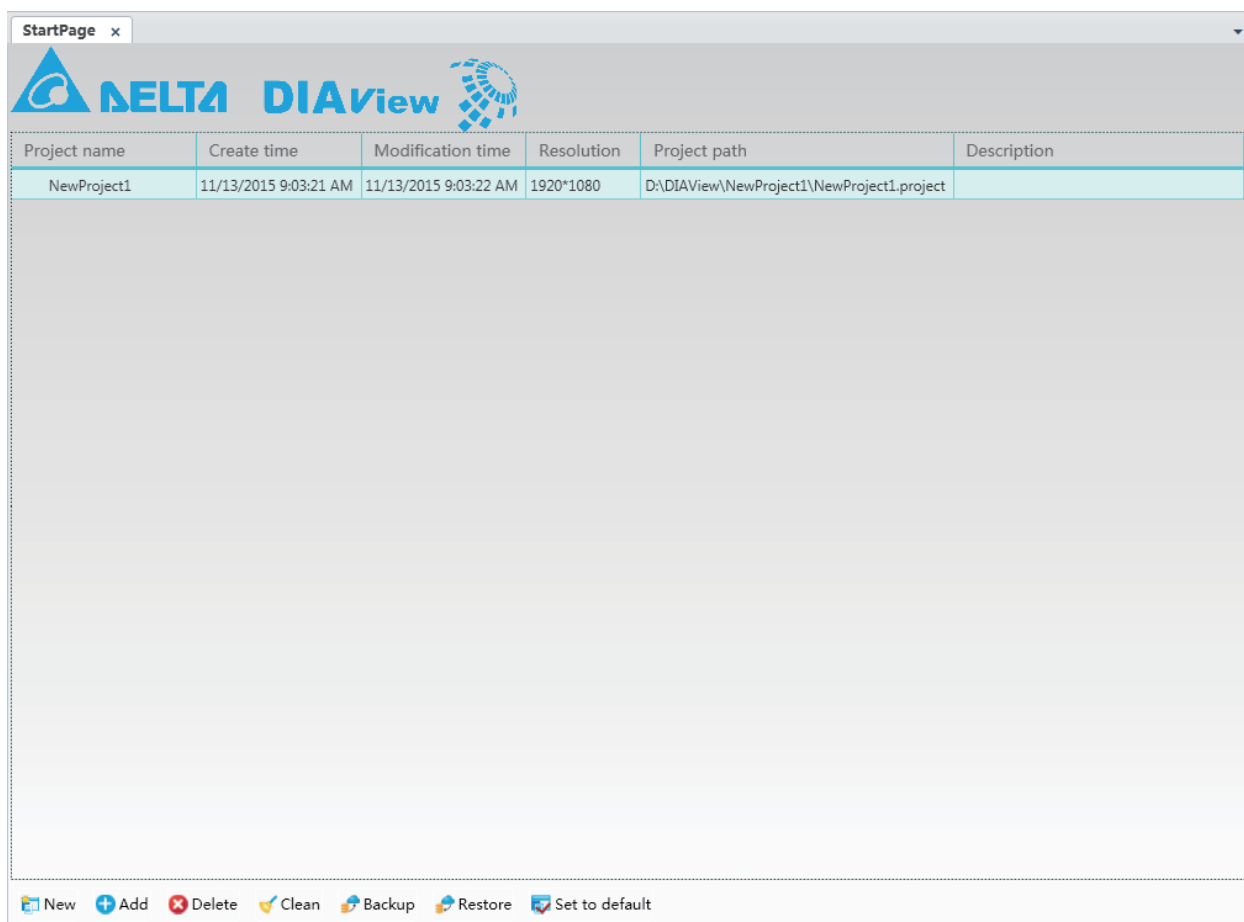 StartPage x
DELTA DIAView
Project name Create time Modification time Resolution Project path Description
NewProject1 11/13/2015 9:03:21 AM 11/13/2015 9:03:22 AM 1920*1080 D:\DIAView\NewProject1\NewProject1.project
New Add Delete Clean Backup Restore Set to default